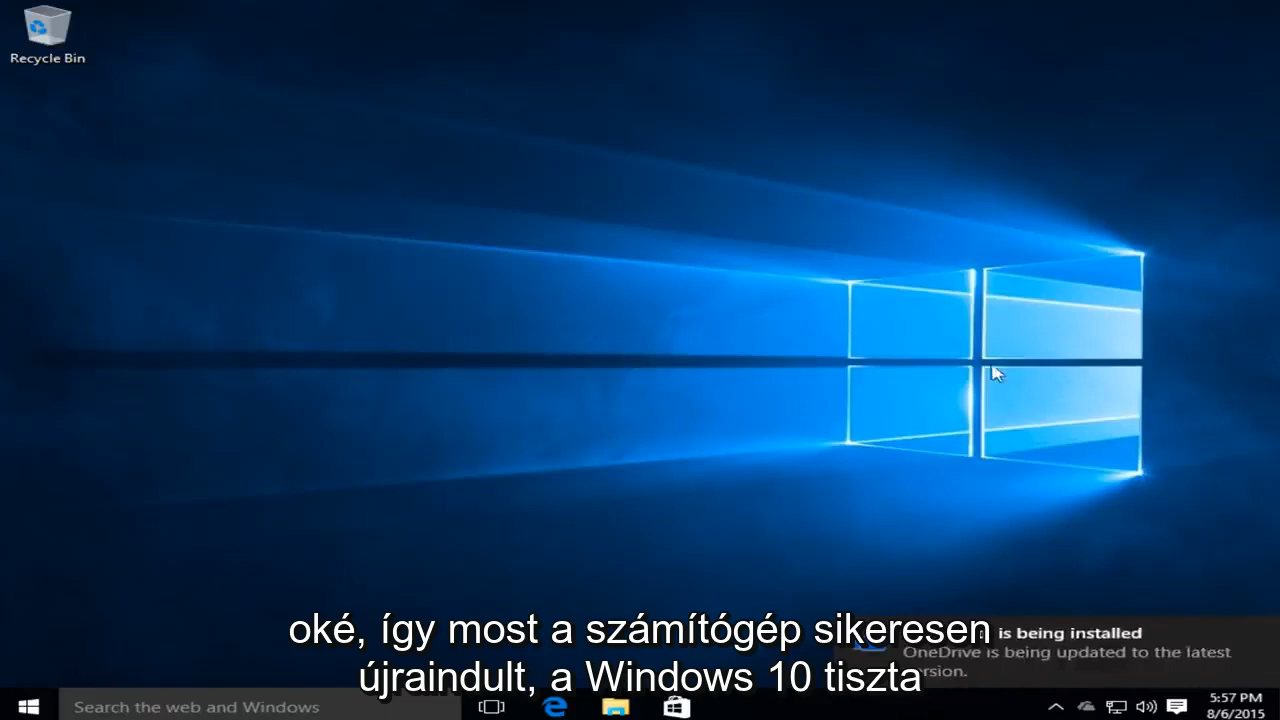 Recycle Bin
oké, így most a számítógép sikeresen
újraindult, a Windows 10 tiszta
is being installed
OneDrive is being updated to the latest
Search the web and Windows
5:57 PM
8/6/2015